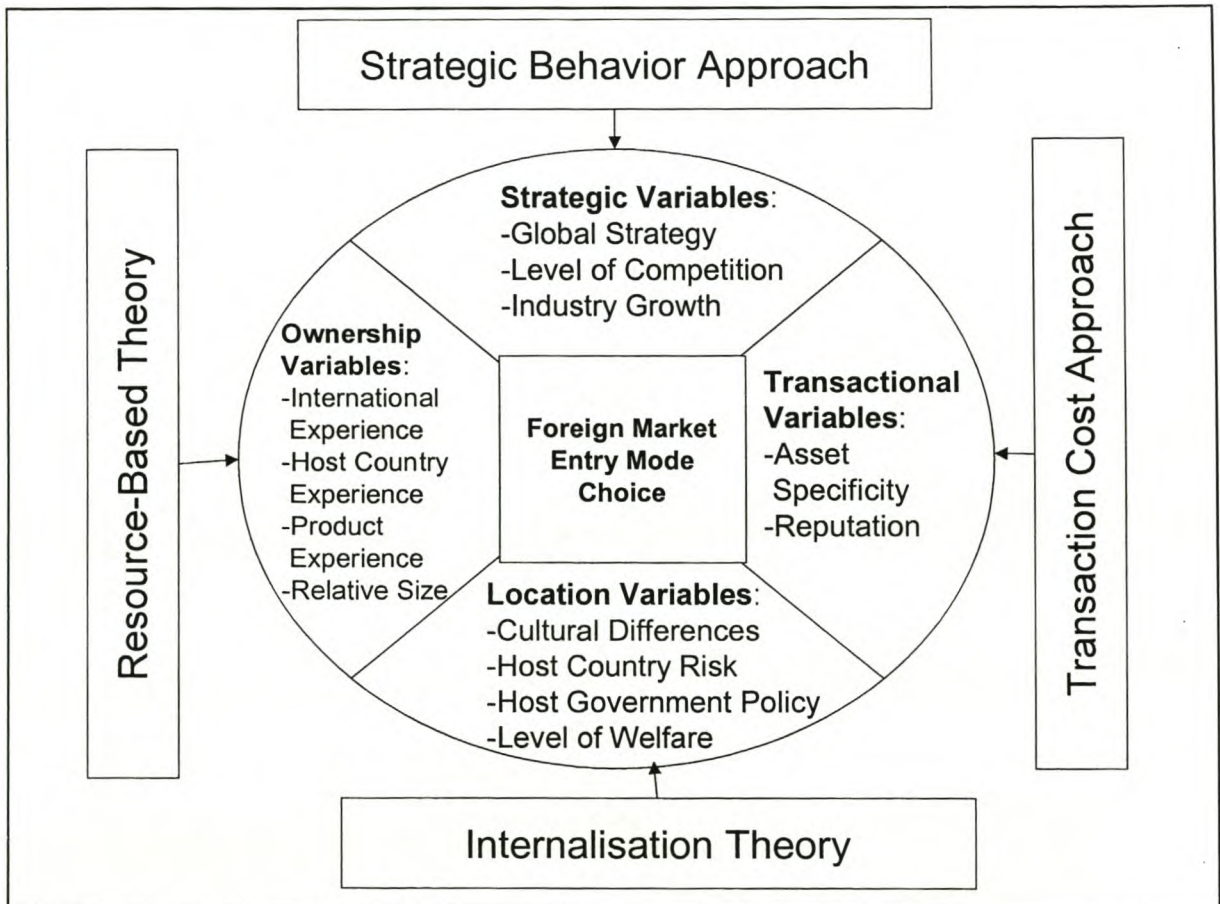 Strategic Behavior Approach
Strategic Variables:
-Global Strategy
-Level of Competition
-Industry Growth
Resource-Based Theory
Ownership
Variables:
-International
Experience
-Host Country
Experience
-Product
Experience
-Relative Size
Foreign Market
Entry Mode
Choice
Transactional
Variables:
-Asset
Specificity
-Reputation
Transaction Cost Approach
Location Variables:
-Cultural Differences
-Host Country Risk
-Host Government Policy
-Level of Welfare
Internalisation Theory